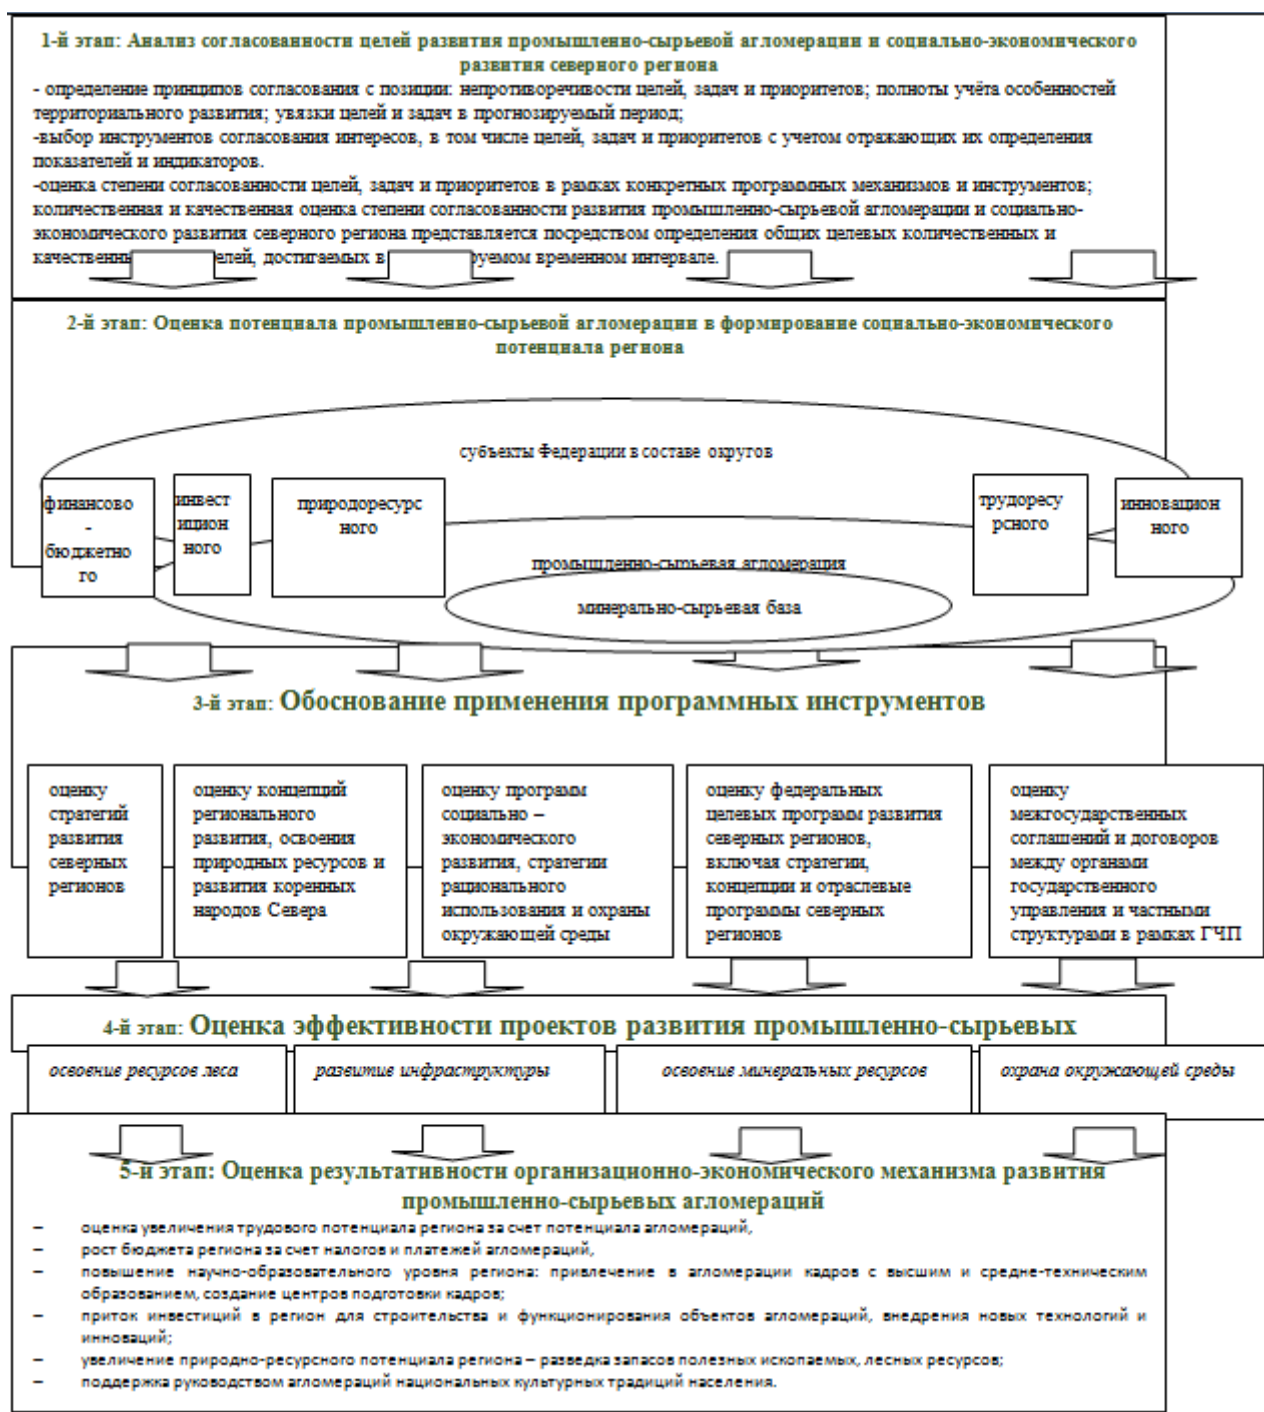 1-й этап: Анализ согласованности целей развития промышленно-сырьевой агломерации и социально-экономического
развития северного региона
- определение принципов согласования с позиции: непротиворечивости целей, задач и приоритетов; полноты учёта особенностей
территориального развития; увязки целей и задач в прогнозируемый период;
-выбор инструментов согласования интересов, в том числе целей, задач и приоритетов с учетом отражающих их определения
показателей и индикаторов.
-оценка степени согласованности целей, задач и приоритетов в рамках конкретных программных механизмов и инструментов;
количественная и качественная оценка степени согласованности развития промышленно-сырьевой агломерации и социально-
экономического развития северного региона представляется посредством определения общих целевых количественных и
достигаемых в временном интервале.
2-й этап: Оценка потенциала промышленно-сырьевой агломерации в формирование социально-экономического
потенциала региона
субъекты Федерации в составе округов
финансово
-
бюджетно
го
инвест
ицион
ного
природоресурс
ного
трудоресу
рсного
инновацион
ного
промышленно-сырьевая агломерация
минерально-сырьевая база
3-й этап: Обоснование применения программных инструментов
оценку
стратегий
развития
северных
регионов
оценку концепций
регионального
развития, освоения
природных ресурсов и
развития коренных
народов Севера
оценку программ
социально –
экономического
развития, стратегии
рационального
использования и охраны
окружающей среды
оценку федеральных
целевых программ развития
северных регионов,
включая стратегии,
концепции и отраслевые
программы северных
регионов
оценку
межгосударственных
соглашений и договоров
между органами
государственного
управления и частными
структурами в рамках ГЧП
4-й этап: Оценка эффективности проектов развития промышленно-сырьевых
освоение ресурсов леса
развитие инфраструктуры
освоение минеральных ресурсов
охрана окружающей среды
5-й этап: Оценка результативности организационно-экономического механизма развития
промышленно-сырьевых агломераций
– оценка увеличения трудового потенциала региона за счет потенциала агломераций,
– рост бюджета региона за счет налогов и платежей агломераций,
– повышение научно-образовательного уровня региона: привлечение в агломерации кадров с высшим и средне-техническим
образованием, создание центров подготовки кадров;
– приток инвестиций в регион для строительства и функционирования объектов агломераций, внедрения новых технологий и
инноваций;
– увеличение природно-ресурсного потенциала региона – разведка запасов полезных ископаемых, лесных ресурсов;
– поддержка руководством агломераций национальных культурных традиций населения.